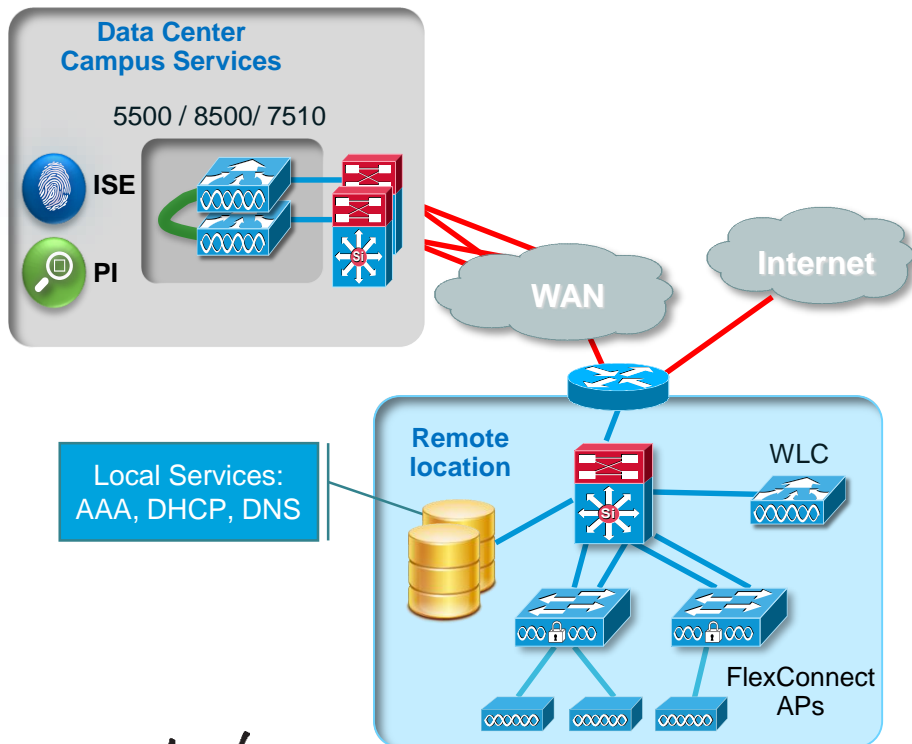 Data Center
Campus Services
5500 / 8500/ 7510
ISE
PI
WAN
Internet
Si
Remote
location
WLC
Local Services:
AAA, DHCP, DNS
Si
FlexConnect
APs